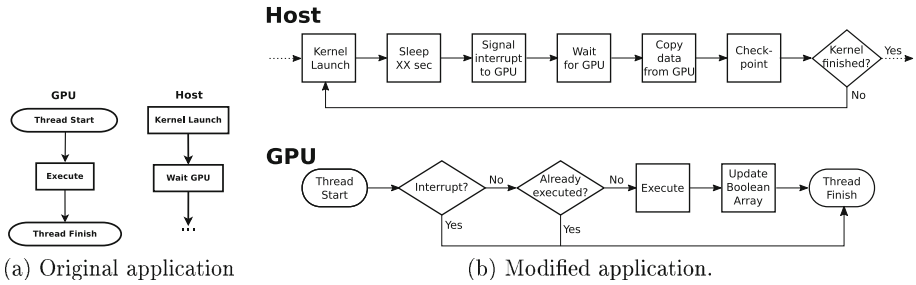 Host
Kernel
Launch
Sleep
XX sec
Signal
interrupt
to GPU
Wait
for GPU
Copy
data
from GPU
Check-
point
Kernel
finished?
Yes
No
GPU
Thread Start
Execute
Thread Finish
Host
Kernel Launch
Wait GPU
...
GPU
Thread
Start
Interrupt?
No
Already
executed?
No
Execute
Update
Boolean
Array
Thread
Finish
Yes
Yes
(a) Original application
(b) Modified application.